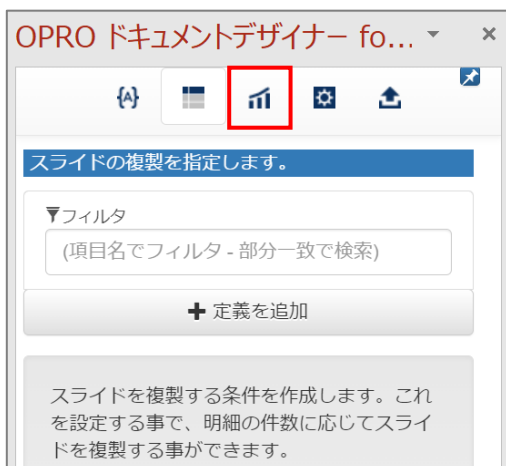 OPRO ドキュメントデザイナー fo...
{A}
スライドの複製を指定します。
フィルタ
(項目名でフィルタ - 部分一致で検索)
定義を追加
スライドを複製する条件を作成します。これ
を設定する事で、明細の件数に応じてスライ
ドを複製する事ができます。